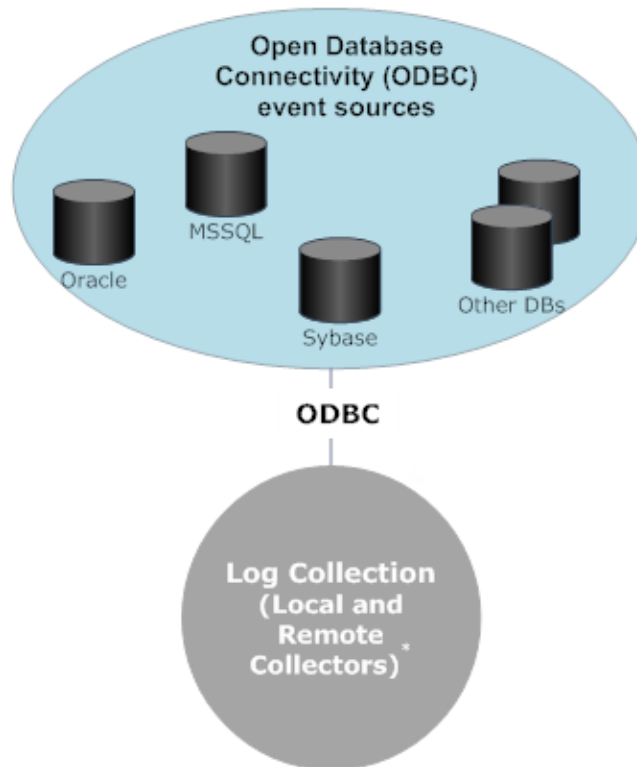 Open Database
Connectivity (ODBC)
event sources
MSSQL
Oracle
Other DBs
Sybase
ODBC
Log Collection
(Local and
Remote
Collectors)*